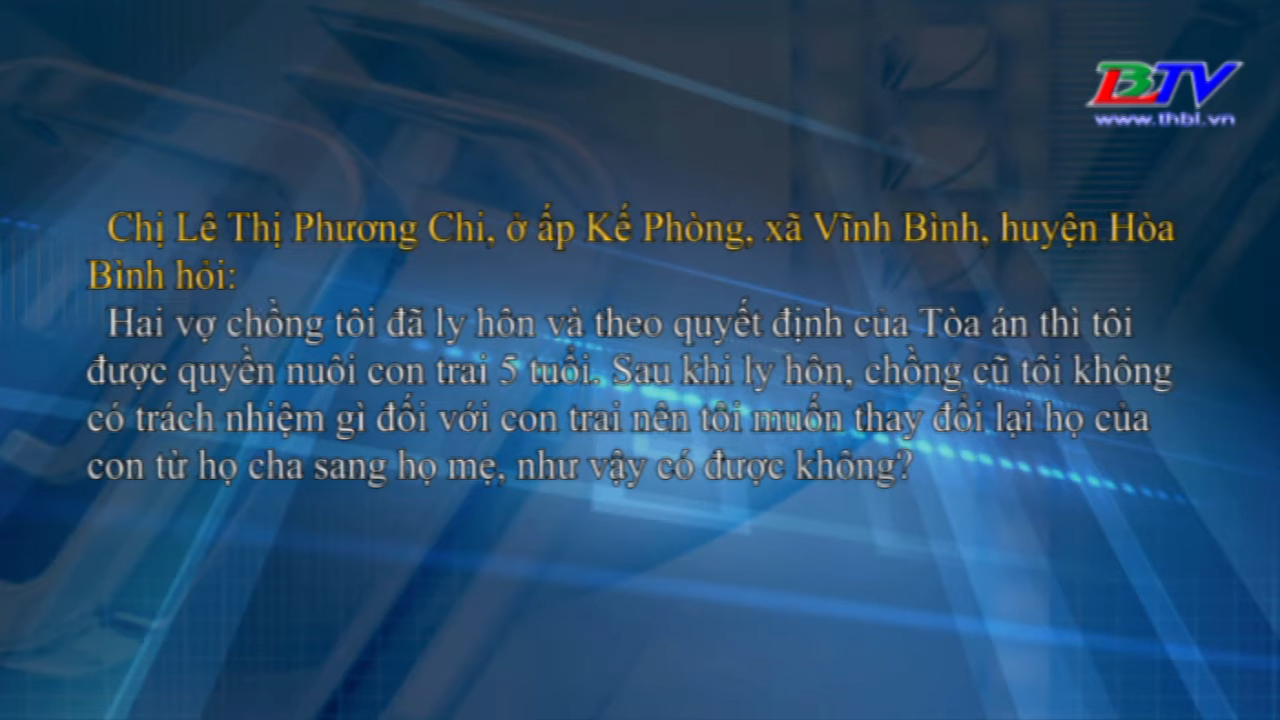 BTV
www.thbl.vn
Chị Lê Thị Phương Chi, ở ấp Kế Phòng, xã Vĩnh Bình, huyện Hòa
Bình hỏi:
Hai vợ chồng tôi đã ly hôn và theo quyết định của Tòa án thì tôi
được quyền nuôi con trai 5 tuổi. Sau khi ly hôn, chồng cũ tôi không
có trách nhiệm gì đối với con trai nên tôi muốn thay đổi lại họ của
con từ họ cha sang họ mẹ, như vậy có được không?